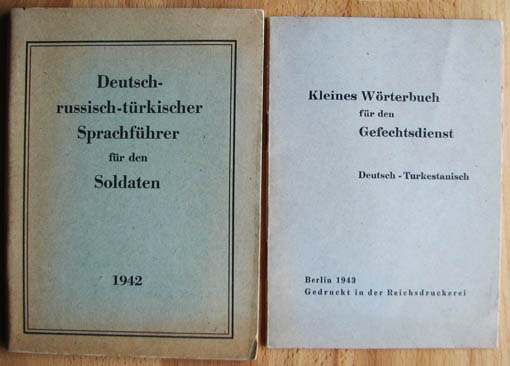 Deutsch-
russisch-türkischer
Sprachführer
für den
Soldaten
1942
Kleines Wörterbuch
für den
Gefechtsdienst
Deutsch - Turkestanisch
Berlin 1943
Gedruckt in der Reichsdruckerei